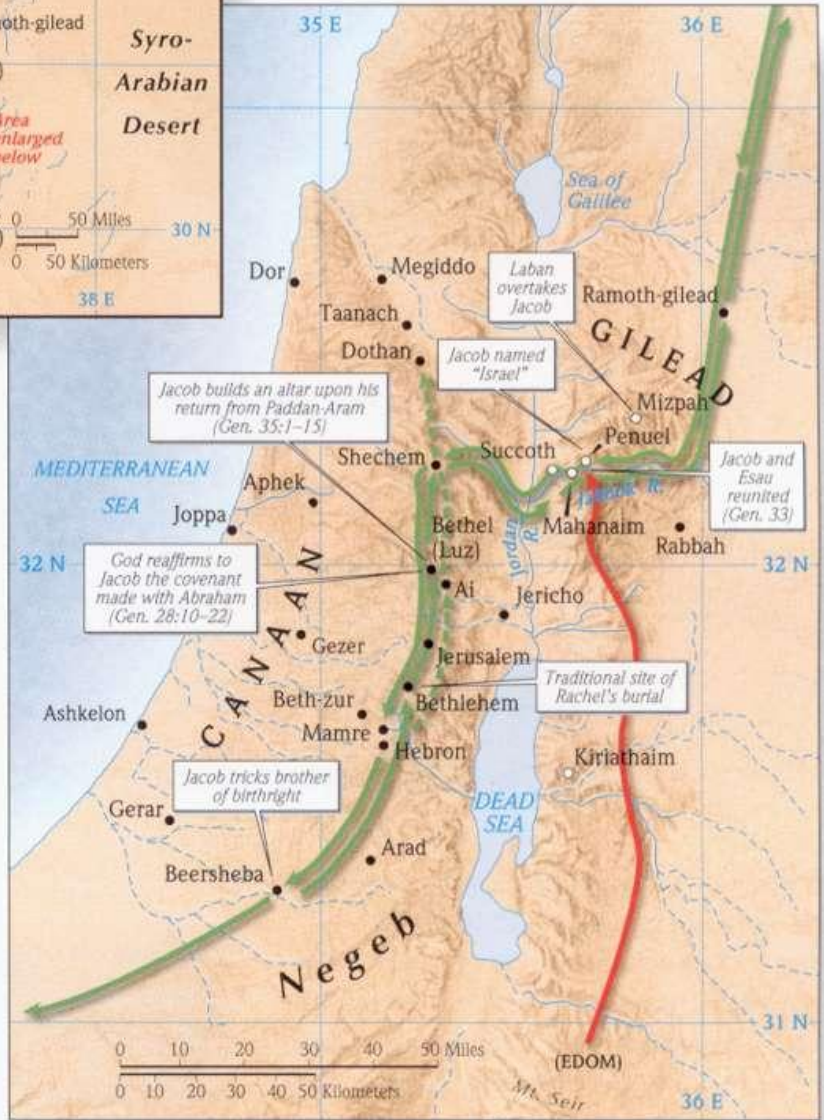 oth-gilead
Syro-
Arabian
Desert
Area
enlarged
below
0 50 Miles
0 50 Kilometers
30 N
38 E
35 E
36 E
Sea of
Galilee
Dor
Megiddo
Laban
overtakes
Jacob
Ramoth-gilead
Taanach
GILEAD
Dothan
Jacob named
"Israel"
Jacob builds an altar upon his
return from Paddan-Aram
(Gen. 35:1–15)
Mizpah
Penuel
Shechem
Succoth
Jacob and
Esau
reunited
(Gen. 33)
MEDITERRANEAN
SEA
Aphek
Jabbok R.
Joppa
Mahanaim
Rabbah
Bethel
(Luz)
Jordan
R.
32 N
32 N
God reaffirms to
Jacob the covenant
made with Abraham
(Gen. 28:10–22)
Ai
Jericho
CANAAN
Gezer
Jerusalem
Traditional site of
Rachel's burial
Beth-zur
Bethlehem
Ashkelon
Mamre
Hebron
Kiriathaim
Jacob tricks brother
of birthright
DEAD
SEA
Gerar
Arad
Beersheba
Negeb
31 N
0 10 20 30 40 50 Miles
0 10 20 30 40 50 Kilometers
(EDOM)
Mt. Seir
36 E